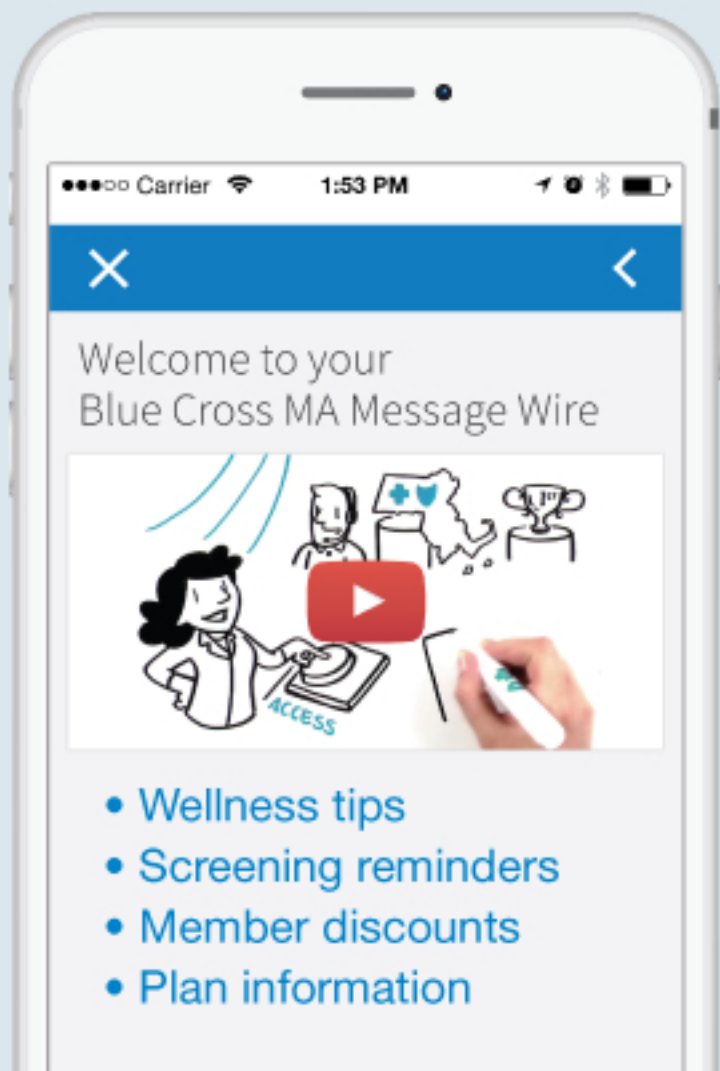 Carrier 1:53 PM
Welcome to your
Blue Cross MA Message Wire
1ST
ACCESS
• Wellness tips
• Screening reminders
• Member discounts
• Plan information